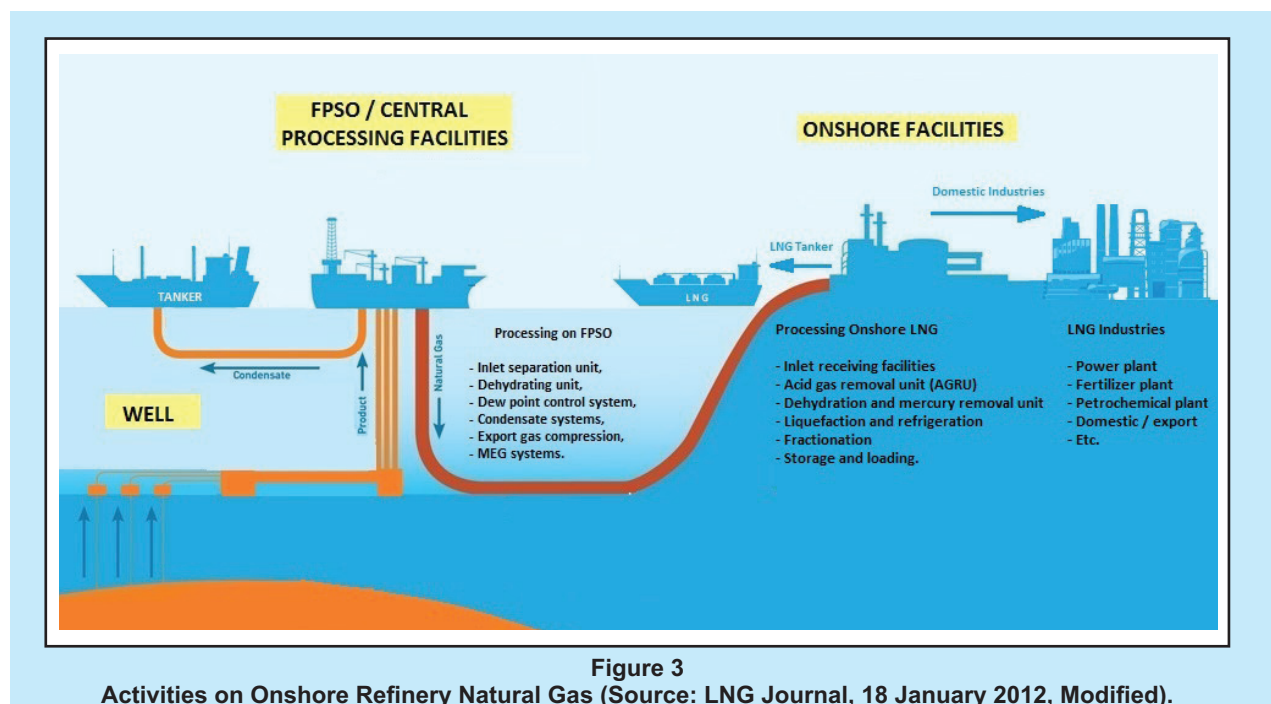 FPSO / CENTRAL
PROCESSING FACILITIES
ONSHORE FACILITIES
Domestic Industries
LNG Tanker
TANKER
LNG
Condensate
Product
Natural Gas
WELL
Processing on FPSO
- Inlet separation unit,
- Dehydrating unit,
- Dew point control system,
- Condensate systems,
- Export gas compression,
- MEG systems.
Processing Onshore LNG
- Inlet receiving facilities
- Acid gas removal unit (AGRU)
- Dehydration and mercury removal unit
- Liquefaction and refrigeration
- Fractionation
- Storage and loading.
LNG Industries
- Power plant
- Fertilizer plant
- Petrochemical plant
- Domestic / export
- Etc.
Figure 3
Activities on Onshore Refinery Natural Gas (Source: LNG Journal, 18 January 2012, Modified).